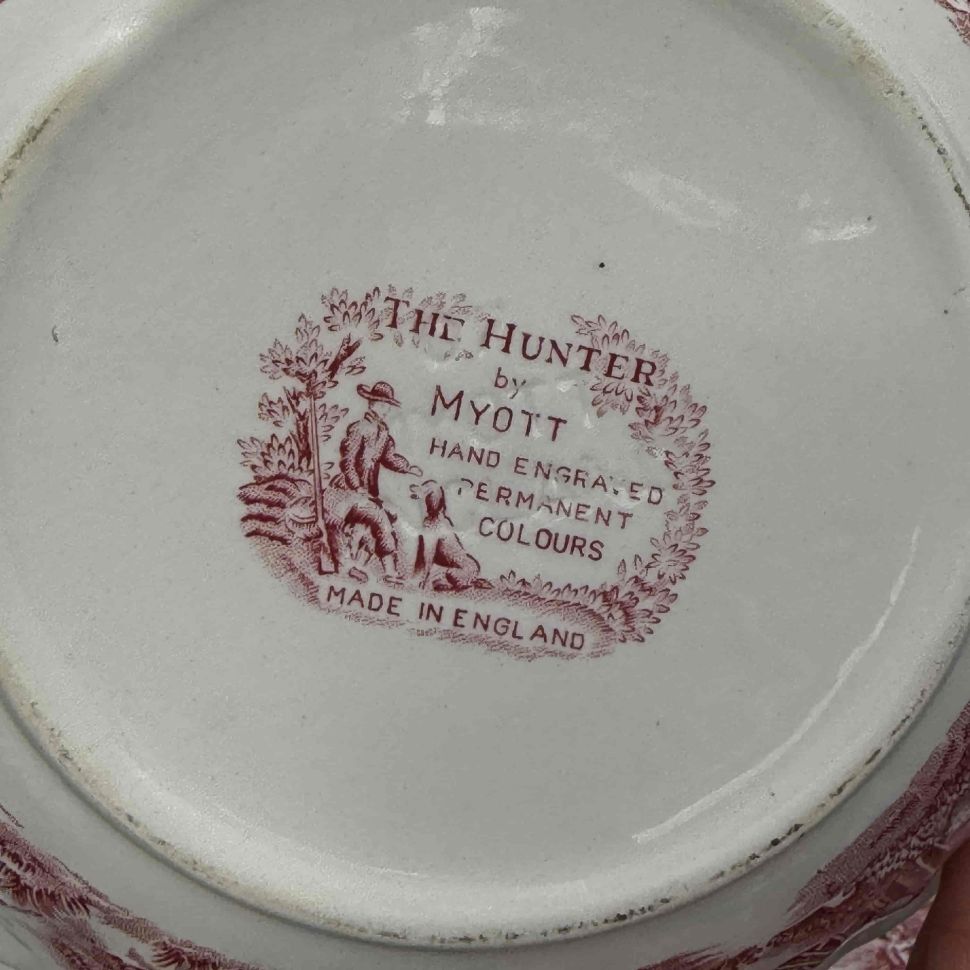 THE HUNTER
by
MYOTT
HAND ENGRAVED
PERMANENT
COLOURS
MADE IN ENGLAND